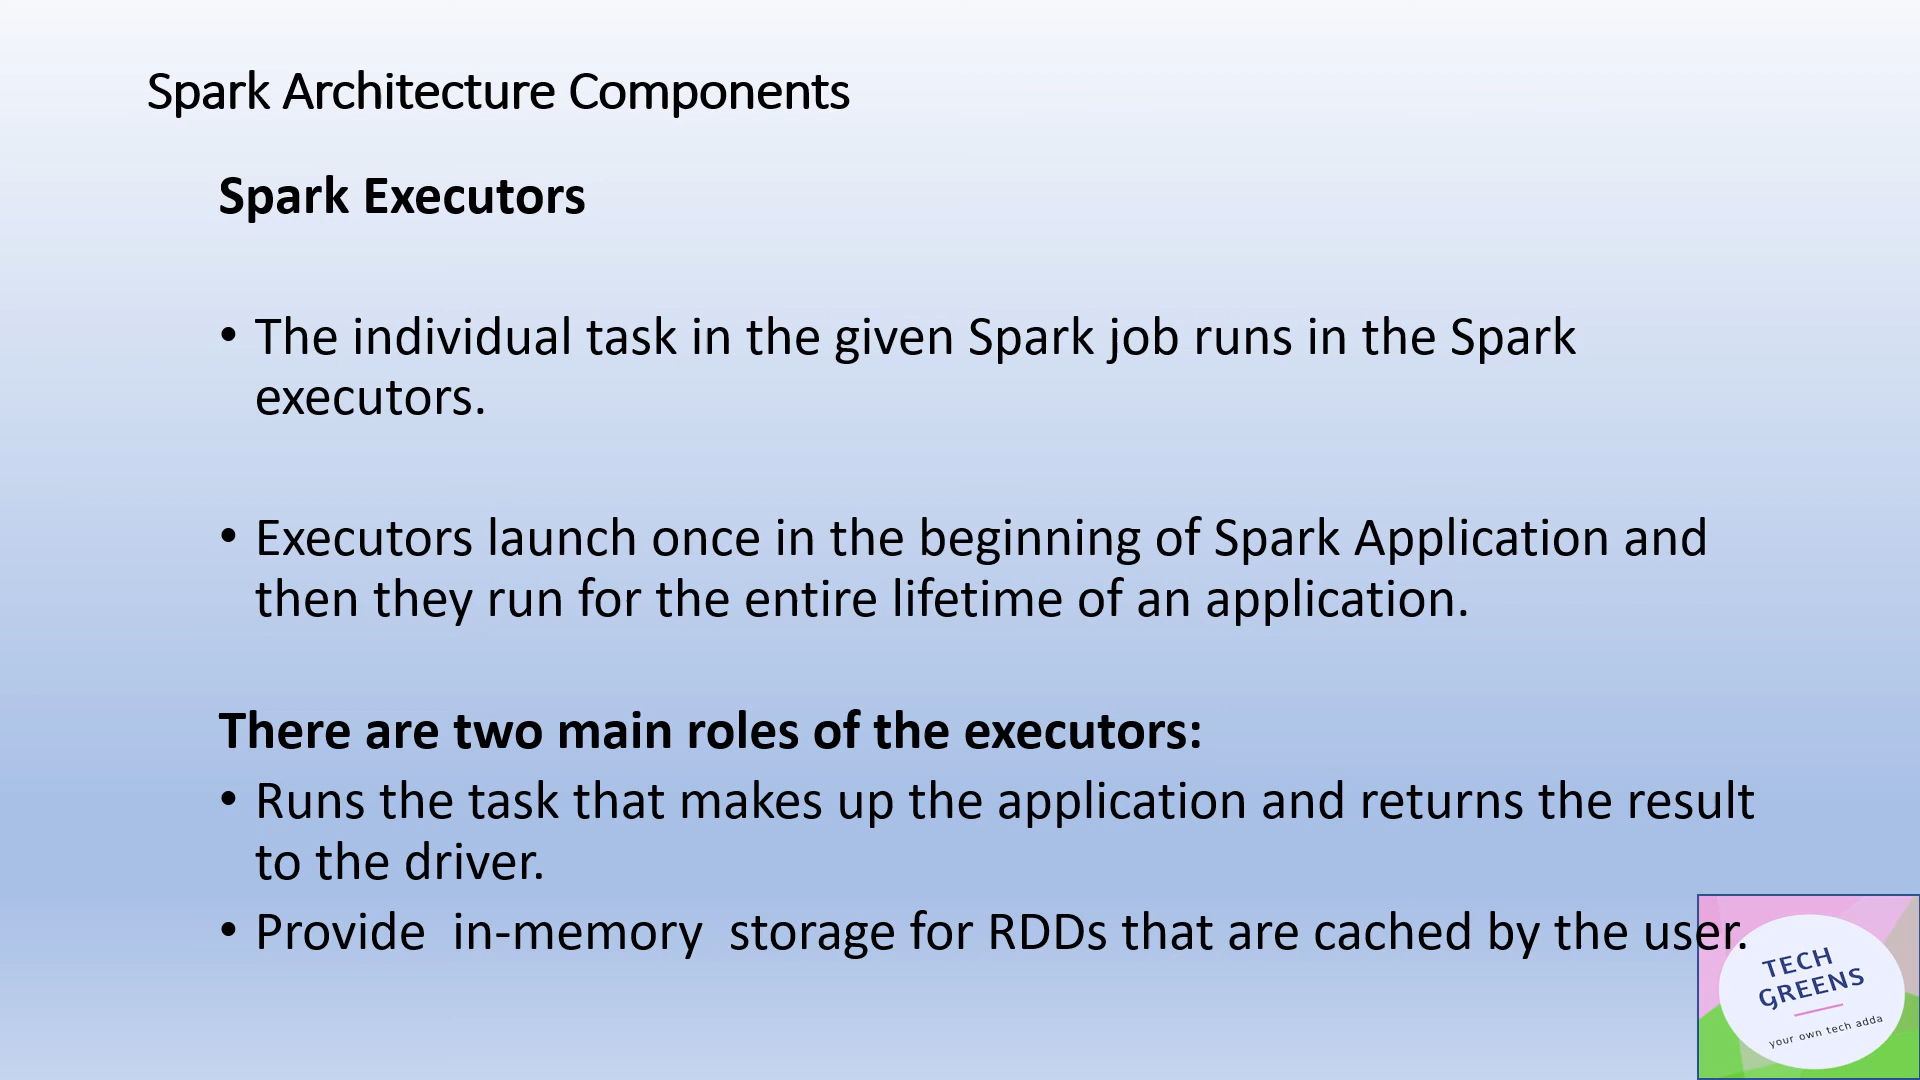 Spark Architecture Components
Spark Executors
• The individual task in the given Spark job runs in the Spark
executors.
• Executors launch once in the beginning of Spark Application and
then they run for the entire lifetime of an application.
There are two main roles of the executors:
• Runs the task that makes up the application and returns the result
to the driver.
• Provide  in-memory  storage for RDDs that are cached by the user.
TECH
GREENS
your own tech adda